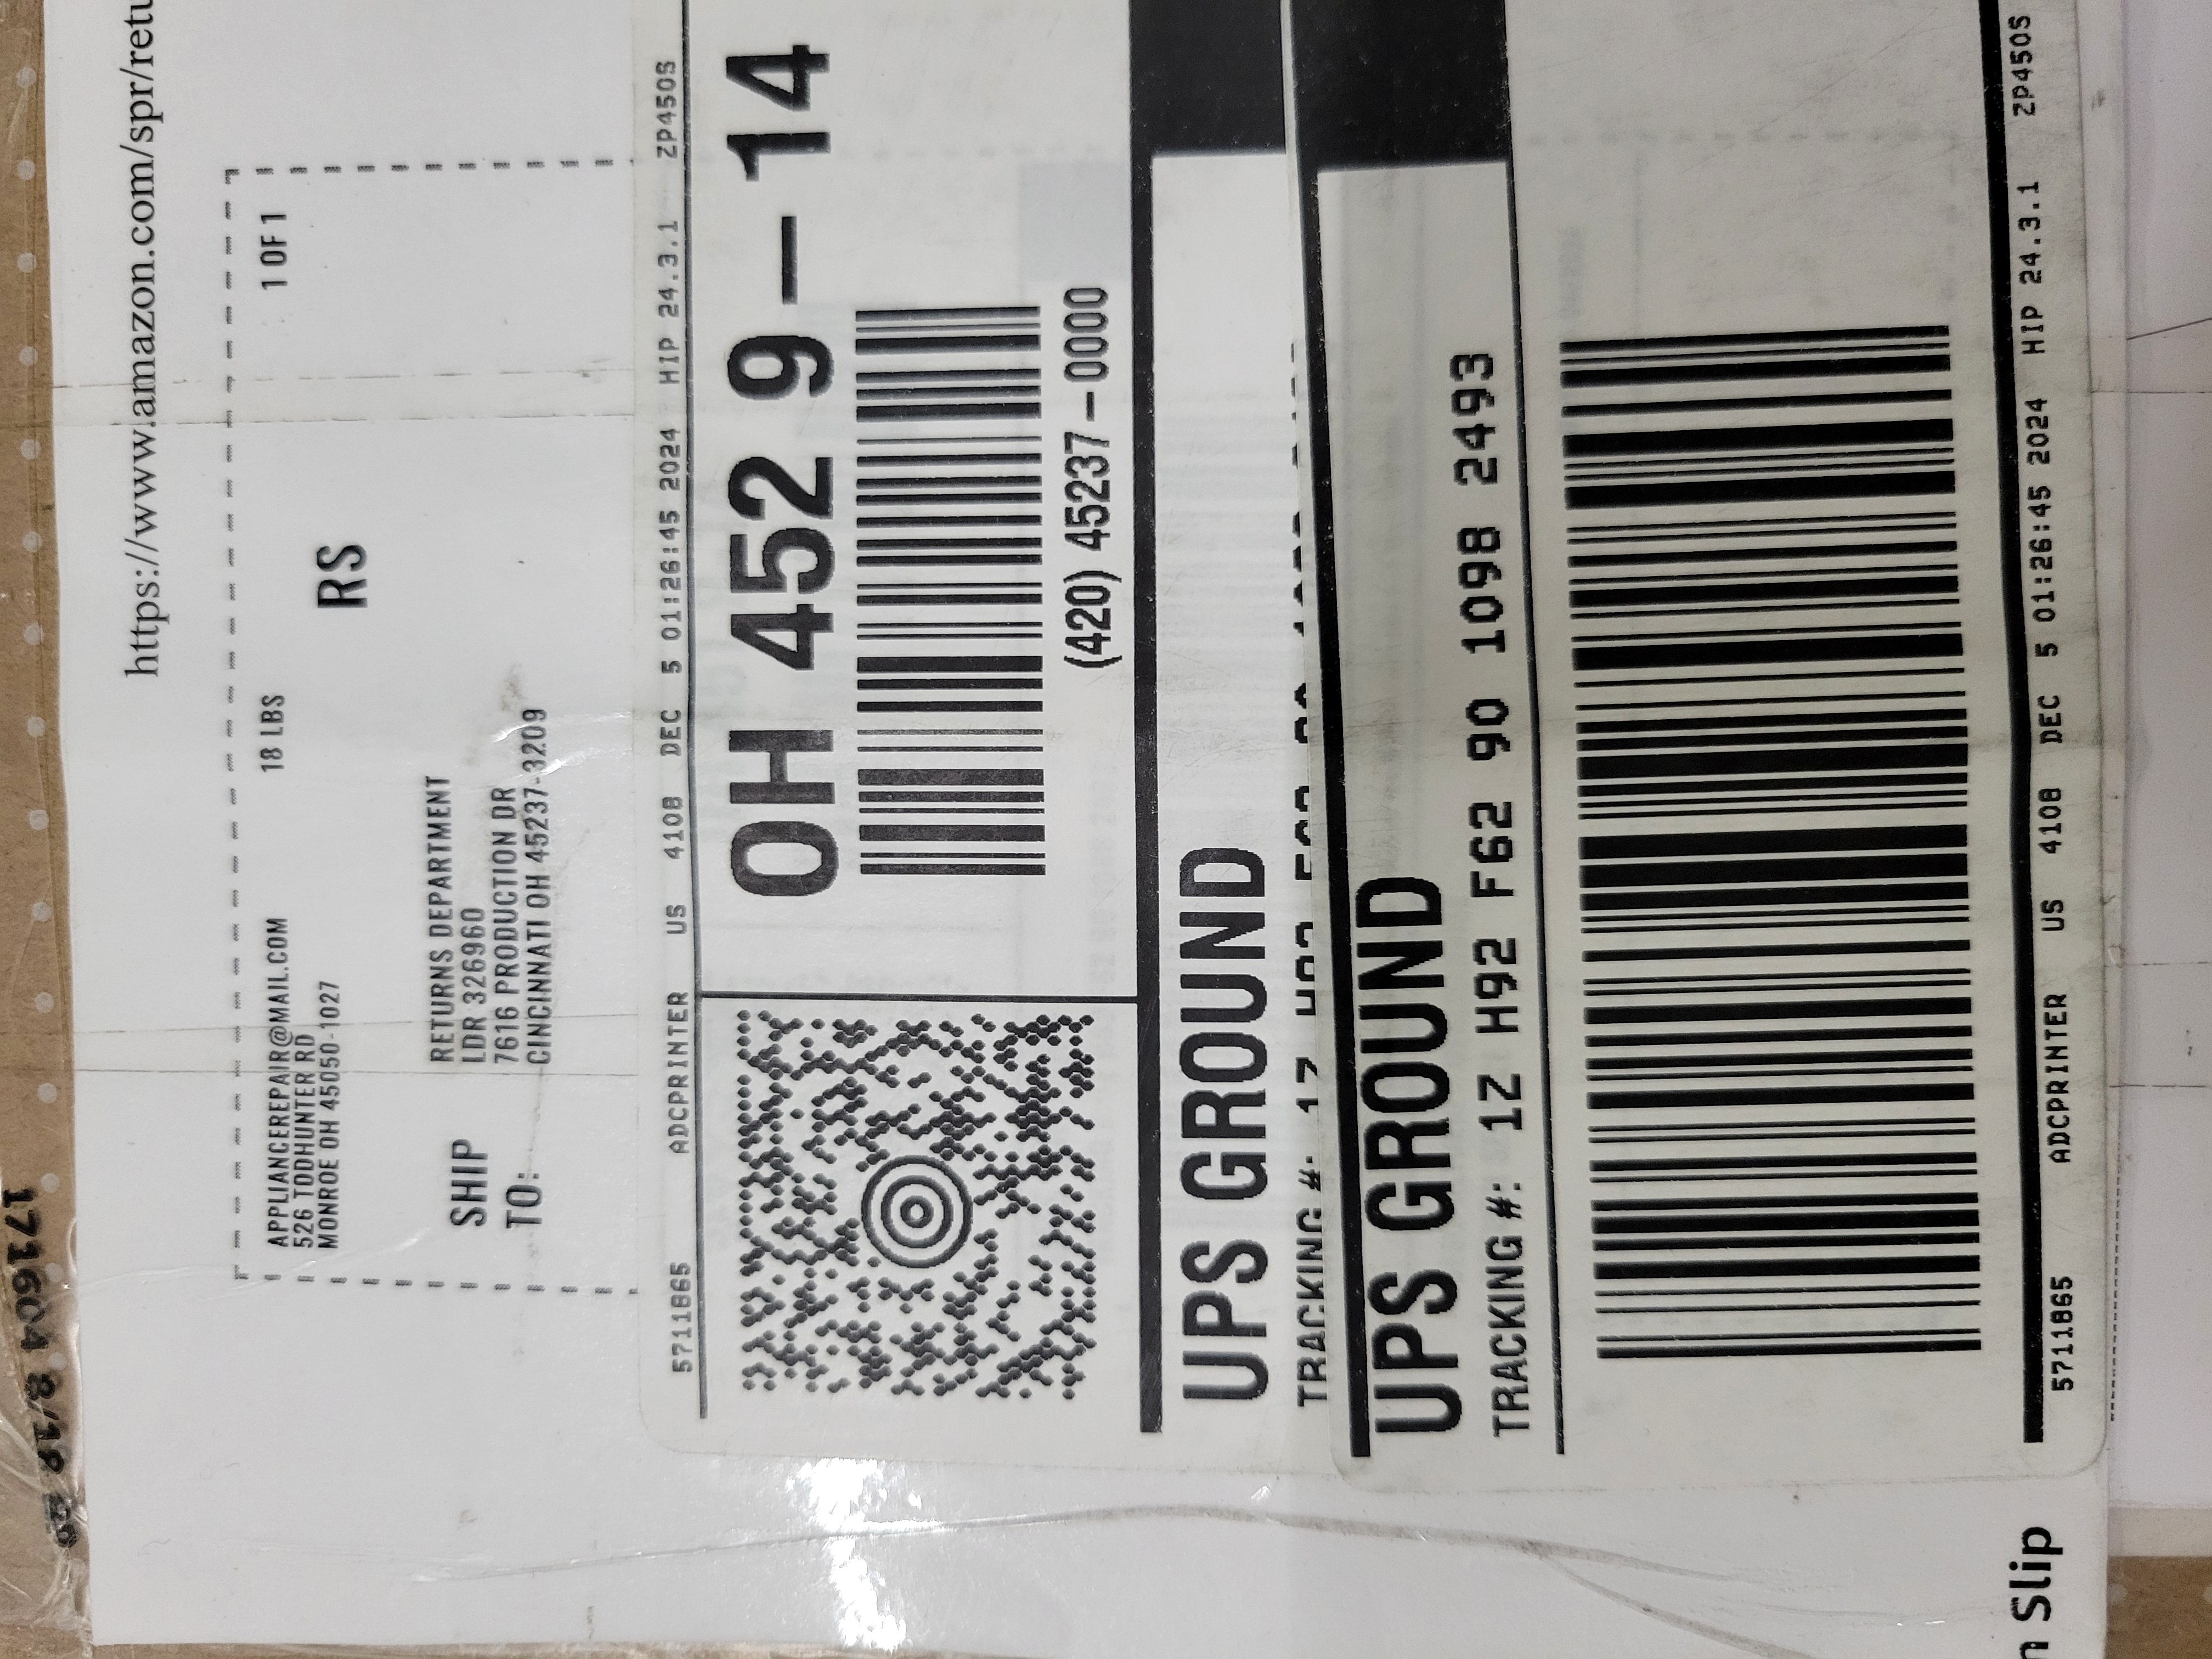 https://www.amazon.com/spr/retu
18 LBS
1 OF 1
APPLIANCEREPAIR@MAIL.COM
526 TODDHUNTER RD
MONROE OH 45050-1027
RS
SHIP
TO:
RETURNS DEPARTMENT
LDR 326960
7616 PRODUCTION DR
CINCINNATI OH 45237-3209
5711865 ADCPRINTER US 4108 DEC 5 01:26:45 2024 HIP 24.3.1 ZP450S
OH 452 9-14
(420) 45237-0000
UPS GROUND
TRACKING #: 1Z
UPS GROUND
TRACKING #: 1Z H92 F62 90 1098 2493
5711865 ADCPRINTER US 4108 DEC 5 01:26:45 2024 HIP 24.3.1 ZP450S
n Slip
171604